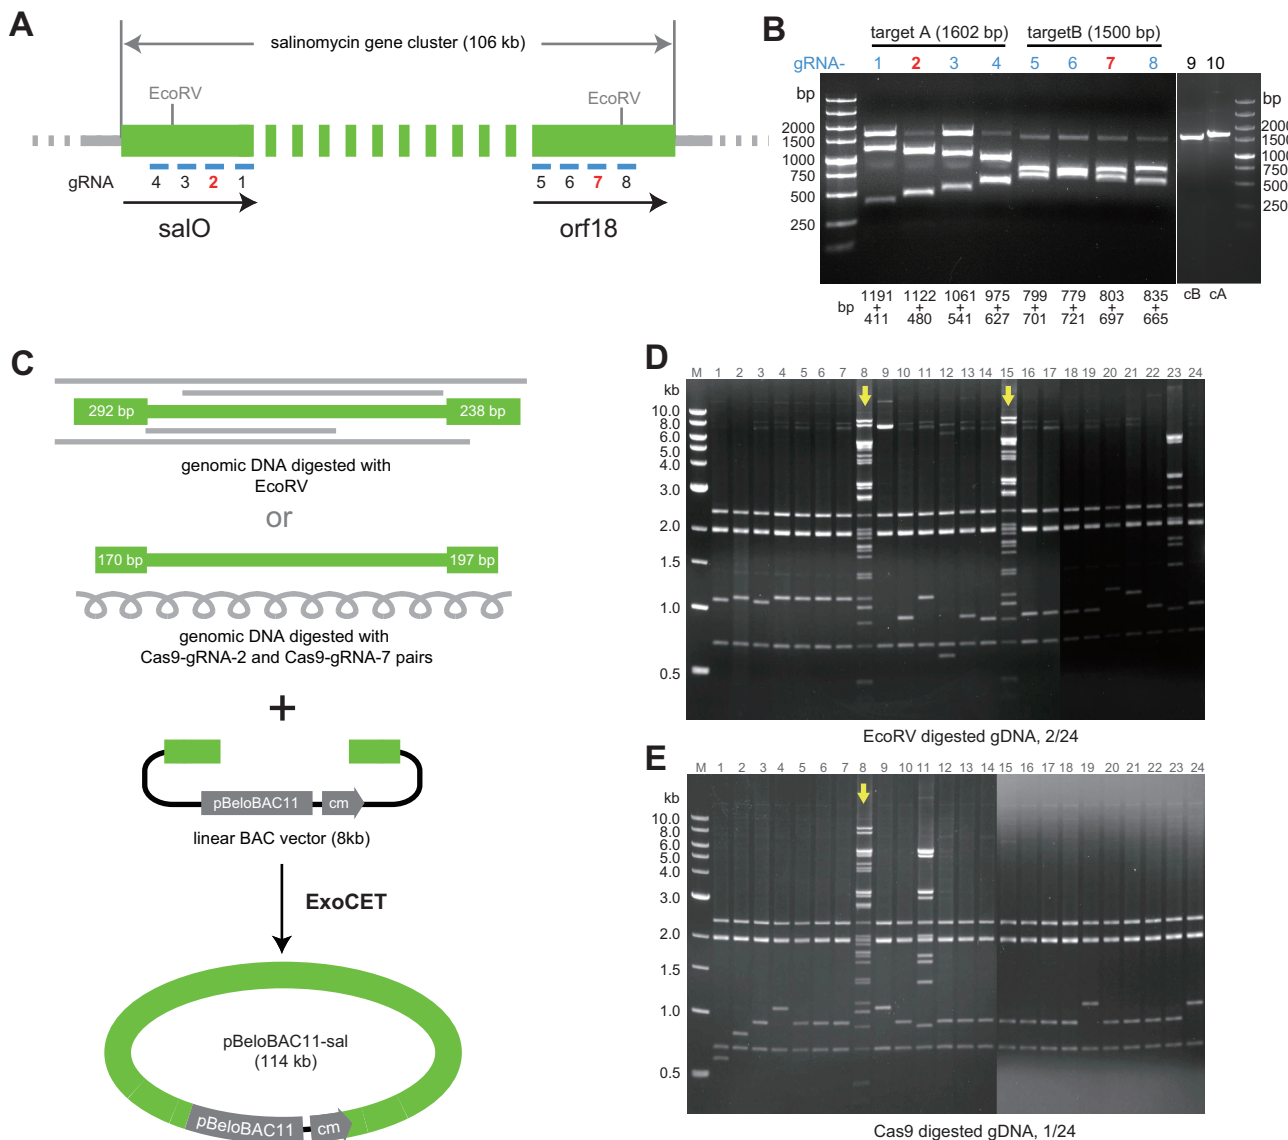 A
salinomycin gene cluster (106 kb)
EcoRV
EcoRV
gRNA
4 3 2 1
5 6 7 8
salO
orf18
B
target A (1602 bp) targetB (1500 bp)
gRNA- 1 2 3 4 5 6 7 8 9 10
bp
2000
1500
1000
750
500
250
bp
2000
1500
1000
750
500
250
bp
1191 1122 1061 975 799 779 803 835 cB cA
+ + + + + + + +
411 480 541 627 701 721 697 665
C
292 bp 238 bp
genomic DNA digested with
EcoRV
or
170 bp 197 bp
genomic DNA digested with
Cas9-gRNA-2 and Cas9-gRNA-7 pairs
+
pBeloBAC11 cm
linear BAC vector (8kb)
ExoCET
pBeloBAC11-sal
(114 kb)
pBeloBAC11 cm
D
M 1 2 3 4 5 6 7 8 9 10 11 12 13 14 15 16 17 18 19 20 21 22 23 24
kb
10.0
8.0
6.0
5.0
4.0
3.0
2.0
1.5
1.0
0.5
EcoRV digested gDNA, 2/24
E
M 1 2 3 4 5 6 7 8 9 10 11 12 13 14 15 16 17 18 19 20 21 22 23 24
kb
10.0
8.0
6.0
5.0
4.0
3.0
2.0
1.5
1.0
0.5
Cas9 digested gDNA, 1/24